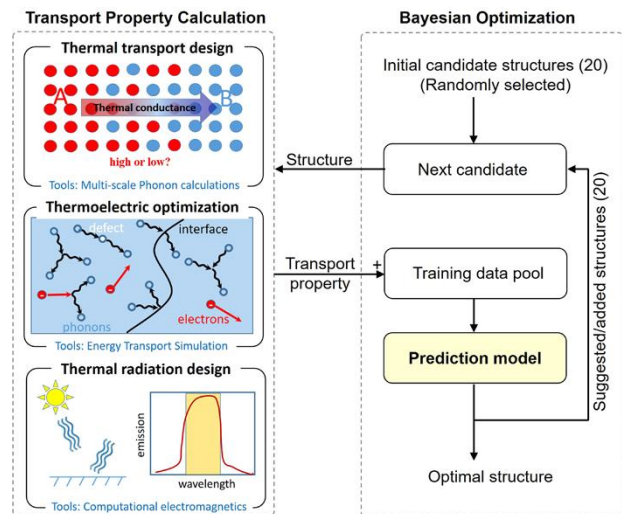 Transport Property Calculation
Thermal transport design
A
Thermal conductance
B
high or low?
Tools: Multi-scale Phonon calculations
Thermoelectric optimization
defect
interface
phonons
electrons
Tools: Energy Transport Simulation
Thermal radiation design
emission
wavelength
Tools: Computational electromagnetics
Structure
Transport
property
Bayesian Optimization
Initial candidate structures (20)
(Randomly selected)
Next candidate
+
Training data pool
Prediction model
Optimal structure
Suggested/added structures (20)